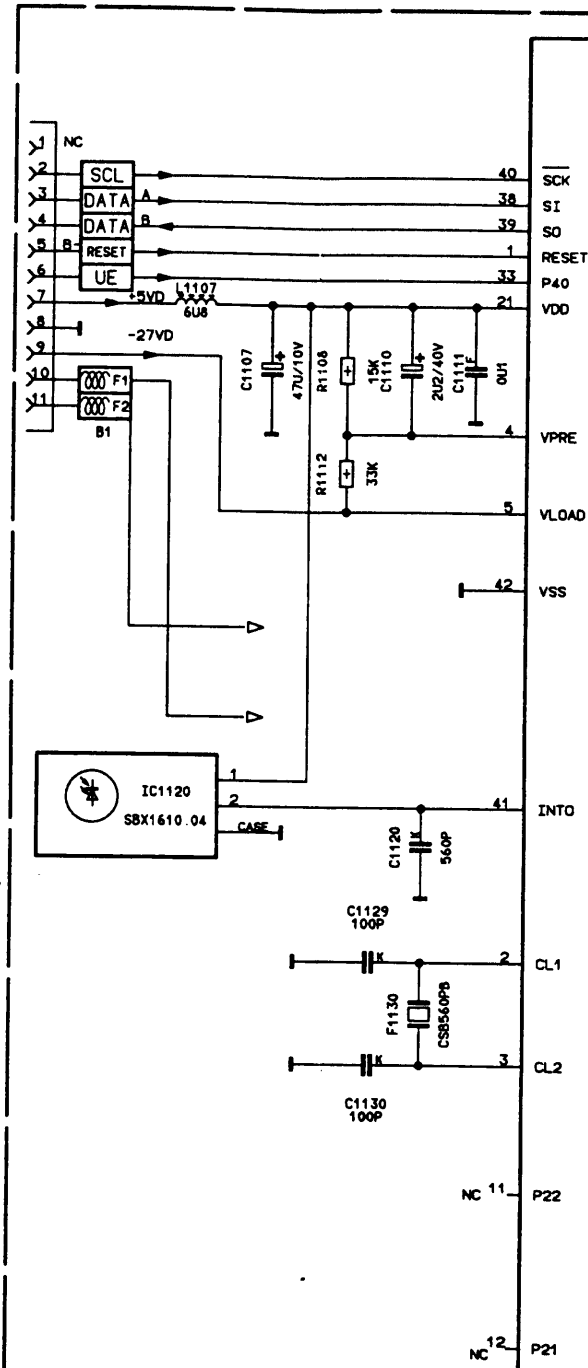 1 NC
2 SCL 40 SCK
3 DATA A 38 SI
4 DATA B 39 SO
5 B- RESET 1 RESET
6 UE 33 P40
7 +5VD L1107 21 VDD
6U8
8
-27VD
9
10 F1
11 F2
B1
C1107 47U/10V R1108 15K C1110 2U2/40V C1111 F 0U1
4 VPRE
R1112 33K
5 VLOAD
42 VSS
1
IC1120
2
SBX1610.04
CASE
41 INT0
C1120 K 560P
C1129
100P
K
2 CL1
F1130 CSB560PB
K
3 CL2
C1130
100P
NC 11 P22
NC 12 P21